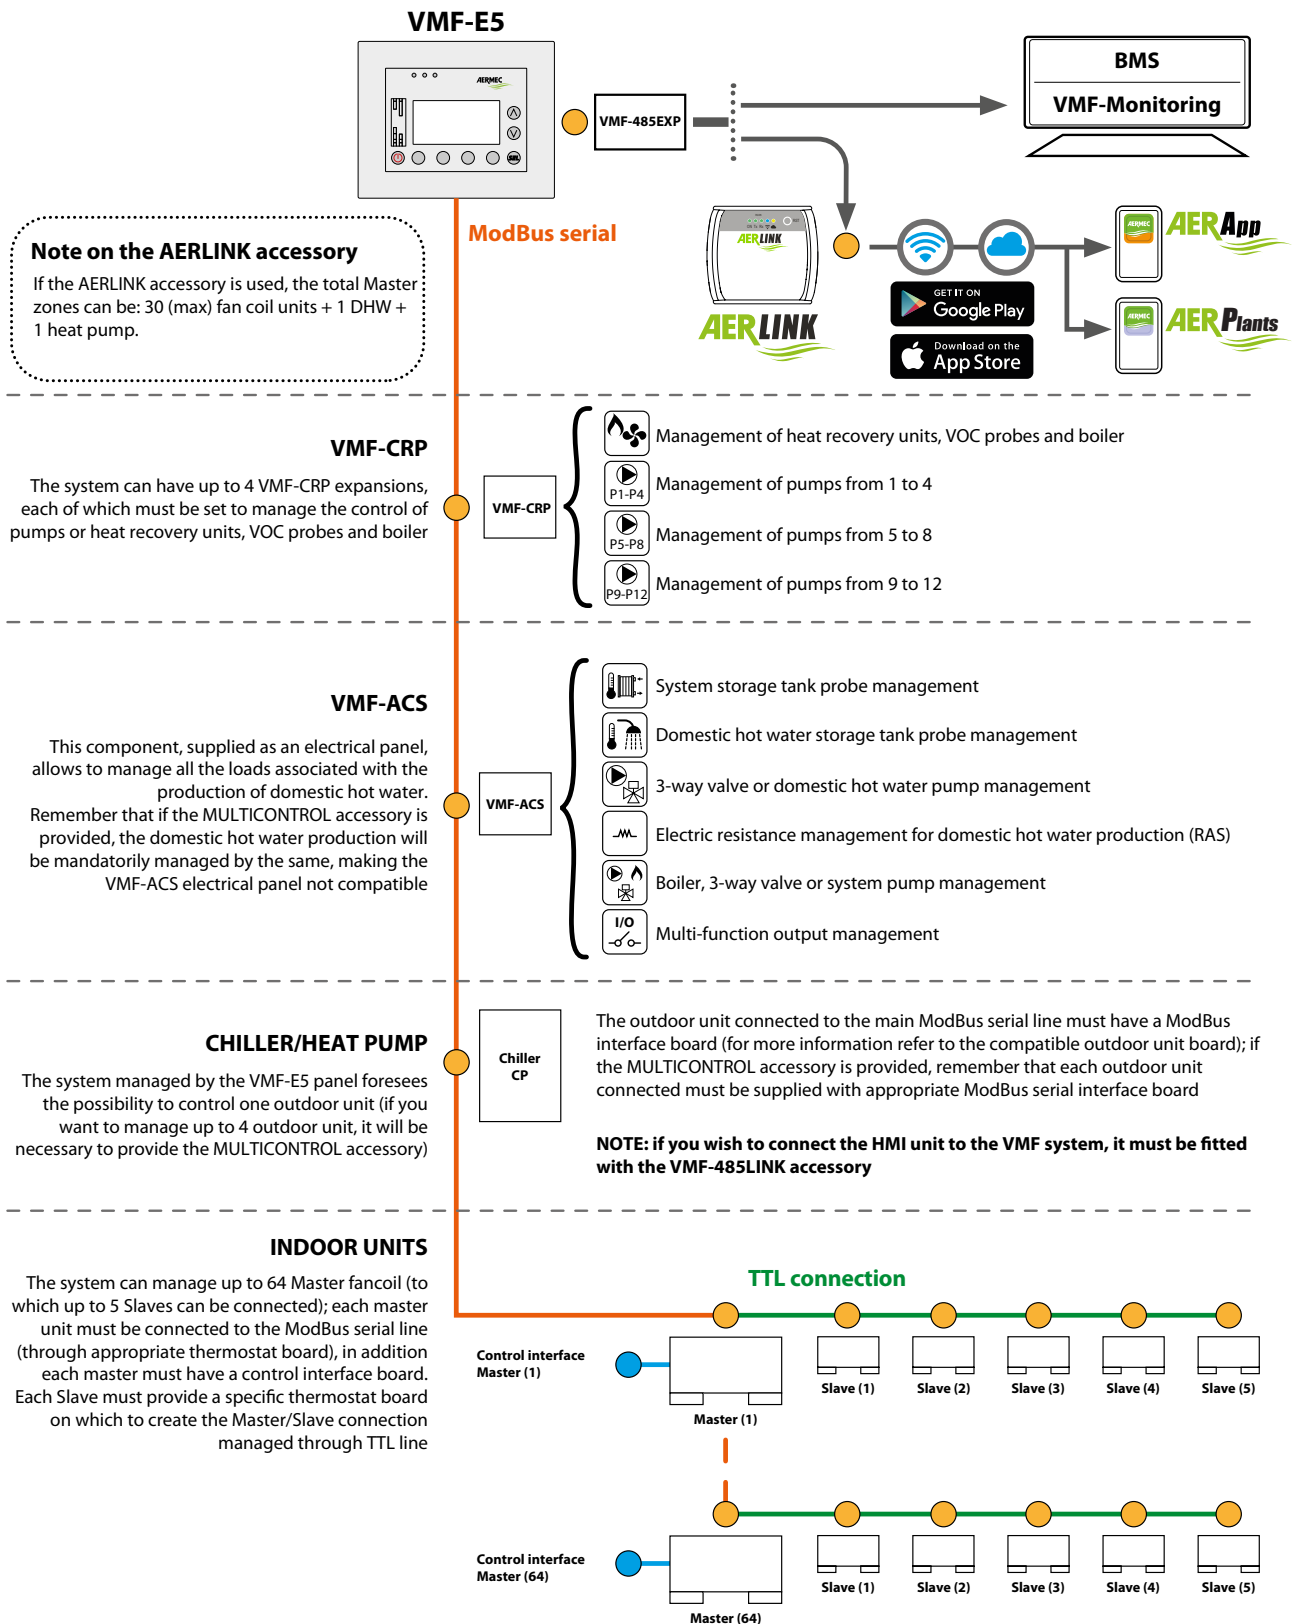 VMF-E5
AERMEC
SEL
VMF-485EXP
BMS
VMF-Monitoring
ModBus serial
Note on the AERLINK accessory
If the AERLINK accessory is used, the total Master
zones can be: 30 (max) fan coil units + 1 DHW +
1 heat pump.
AERLINK
AERLINK
GET IT ON
Google Play
Download on the
App Store
AERMEC
AERApp
AERMEC
AERPlants
VMF-CRP
The system can have up to 4 VMF-CRP expansions,
each of which must be set to manage the control of
pumps or heat recovery units, VOC probes and boiler
VMF-CRP
Management of heat recovery units, VOC probes and boiler
P1-P4
Management of pumps from 1 to 4
P5-P8
Management of pumps from 5 to 8
P9-P12
Management of pumps from 9 to 12
VMF-ACS
This component, supplied as an electrical panel,
allows to manage all the loads associated with the
production of domestic hot water.
Remember that if the MULTICONTROL accessory is
provided, the domestic hot water production will
be mandatorily managed by the same, making the
VMF-ACS electrical panel not compatible
VMF-ACS
System storage tank probe management
Domestic hot water storage tank probe management
3-way valve or domestic hot water pump management
Electric resistance management for domestic hot water production (RAS)
Boiler, 3-way valve or system pump management
I/O
Multi-function output management
CHILLER/HEAT PUMP
The system managed by the VMF-E5 panel foresees
the possibility to control one outdoor unit (if you
want to manage up to 4 outdoor unit, it will be
necessary to provide the MULTICONTROL accessory)
Chiller
CP
The outdoor unit connected to the main ModBus serial line must have a ModBus
interface board (for more information refer to the compatible outdoor unit board); if
the MULTICONTROL accessory is provided, remember that each outdoor unit
connected must be supplied with appropriate ModBus serial interface board
NOTE: if you wish to connect the HMI unit to the VMF system, it must be fitted
with the VMF-485LINK accessory
INDOOR UNITS
The system can manage up to 64 Master fancoil (to
which up to 5 Slaves can be connected); each master
unit must be connected to the ModBus serial line
(through appropriate thermostat board), in addition
each master must have a control interface board.
Each Slave must provide a specific thermostat board
on which to create the Master/Slave connection
managed through TTL line
TTL connection
Control interface
Master (1)
Master (1)
Slave (1)
Slave (2)
Slave (3)
Slave (4)
Slave (5)
Control interface
Master (64)
Master (64)
Slave (1)
Slave (2)
Slave (3)
Slave (4)
Slave (5)